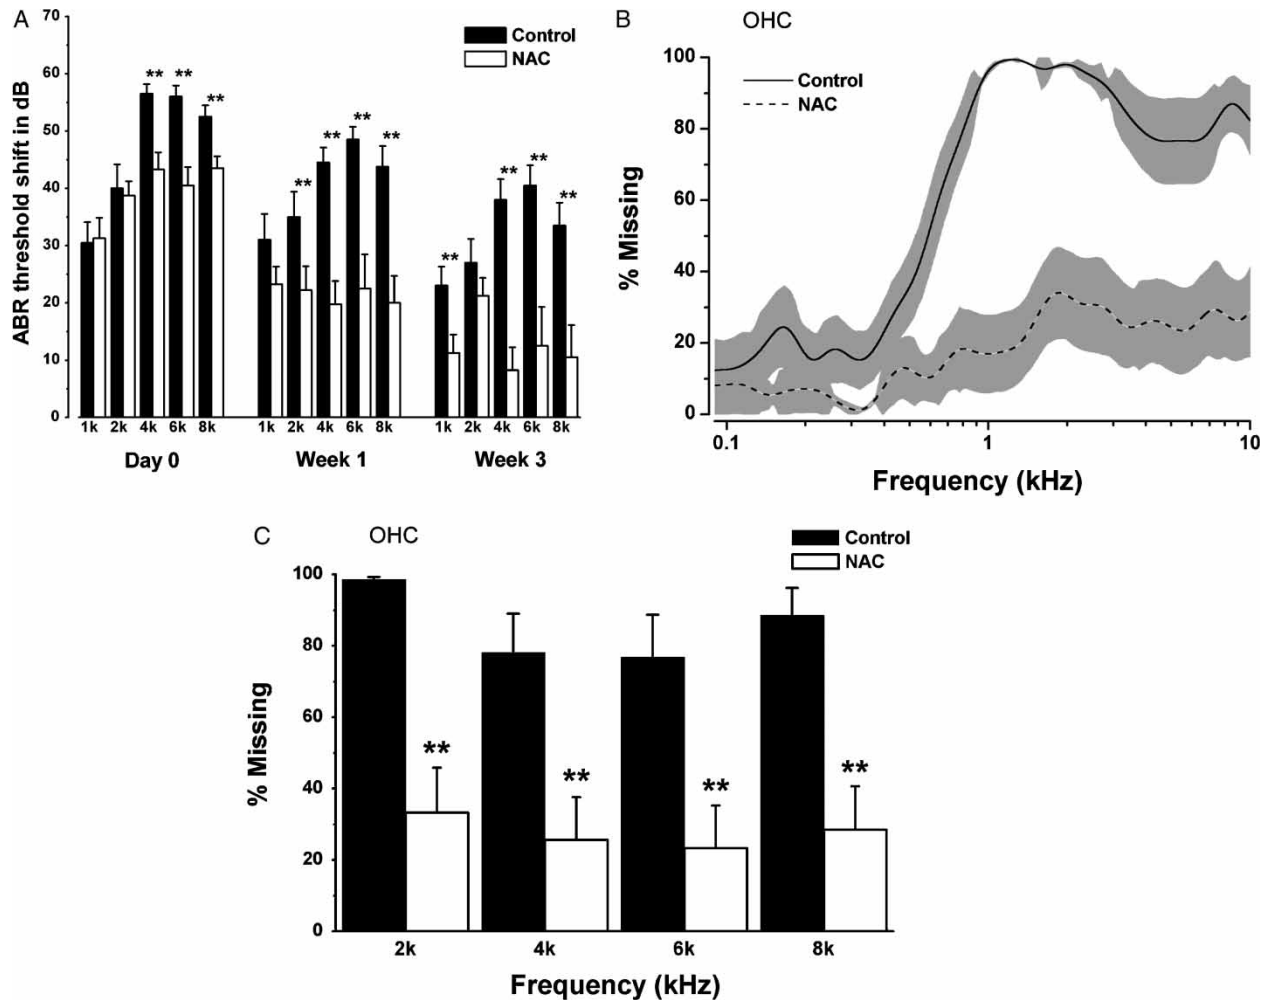 A
ABR threshold shift in dB
70
60
50
40
30
20
10
0
Control
NAC
** ** **
** ** ** **
** ** ** **
1k 2k 4k 6k 8k 1k 2k 4k 6k 8k 1k 2k 4k 6k 8k
Day 0 Week 1 Week 3
B OHC
% Missing
100
80
60
40
20
0
Control
NAC
0.1 1 10
Frequency (kHz)
C OHC
% Missing
100
80
60
40
20
0
Control
NAC
** ** ** **
2k 4k 6k 8k
Frequency (kHz)